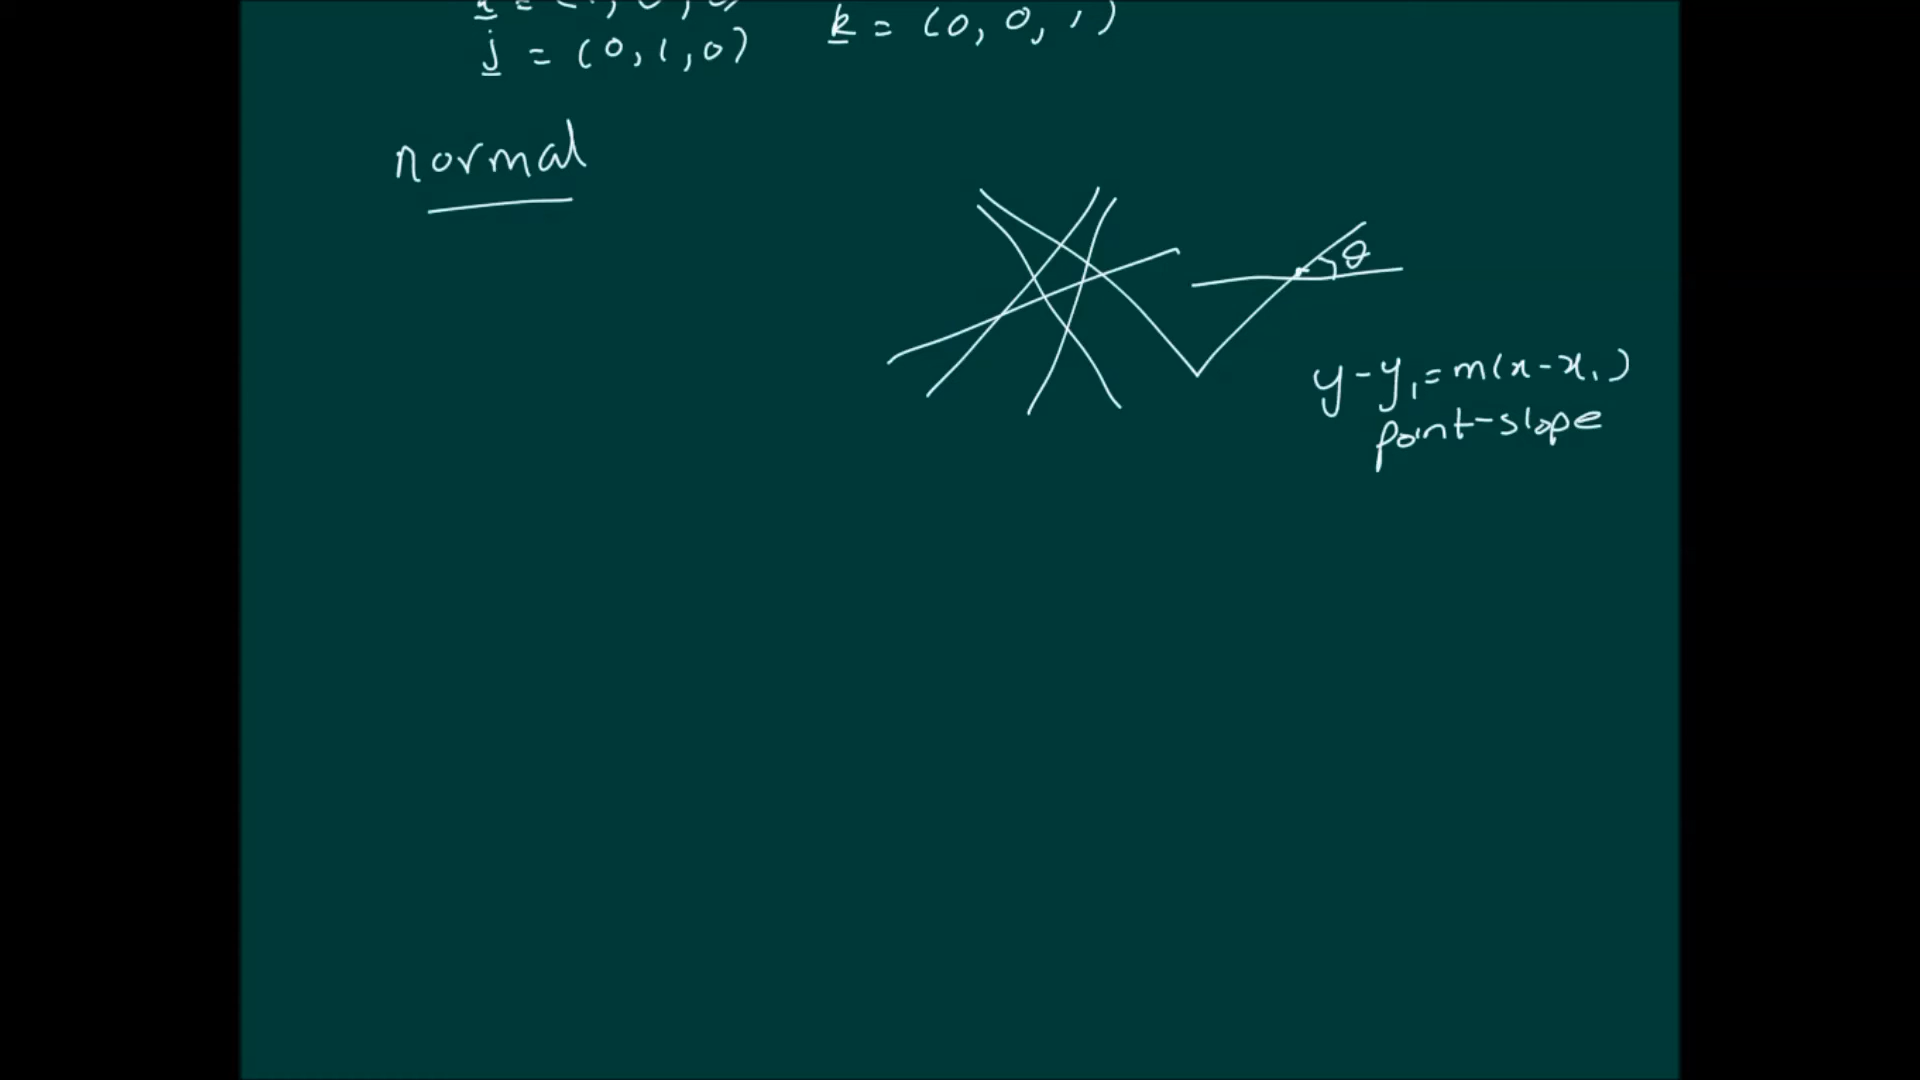 k = (0, 0, 1)
j = (0, 1, 0)
normal
θ
y - y₁ = m(x - x₁)
point-slope